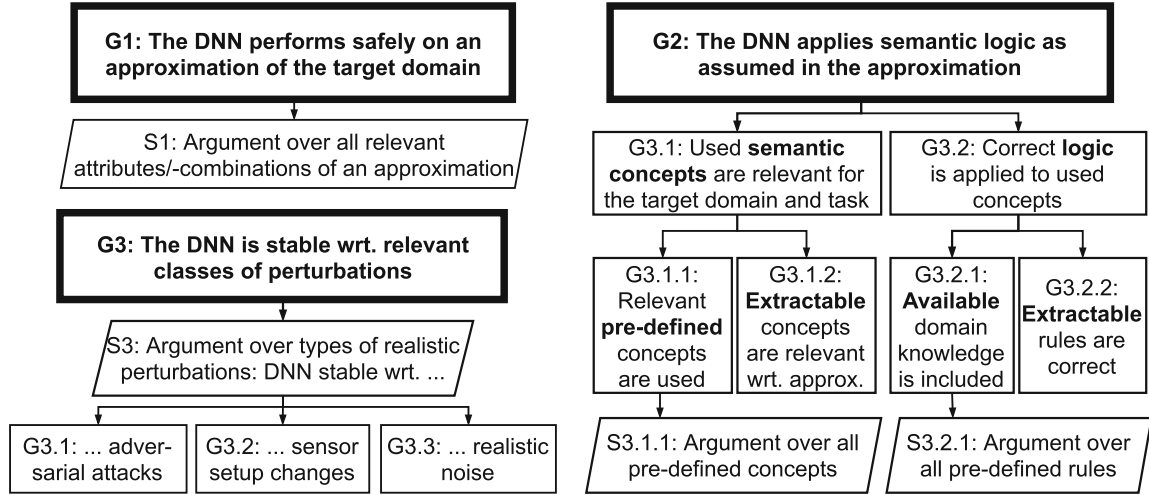 G1: The DNN performs safely on an
approximation of the target domain
S1: Argument over all relevant
attributes/-combinations of an approximation
G3: The DNN is stable wrt. relevant
classes of perturbations
S3: Argument over types of realistic
perturbations: DNN stable wrt. ...
G3.1: ... adver-
sarial attacks
G3.2: ... sensor
setup changes
G3.3: ... realistic
noise
G2: The DNN applies semantic logic as
assumed in the approximation
G3.1: Used semantic
concepts are relevant for
the target domain and task
G3.2: Correct logic
is applied to used
concepts
G3.1.1:
Relevant
pre-defined
concepts
are used
G3.1.2:
Extractable
concepts
are relevant
wrt. approx.
G3.2.1:
Available
domain
knowledge
is included
G3.2.2:
Extractable
rules are
correct
S3.1.1: Argument over all
pre-defined concepts
S3.2.1: Argument over
all pre-defined rules